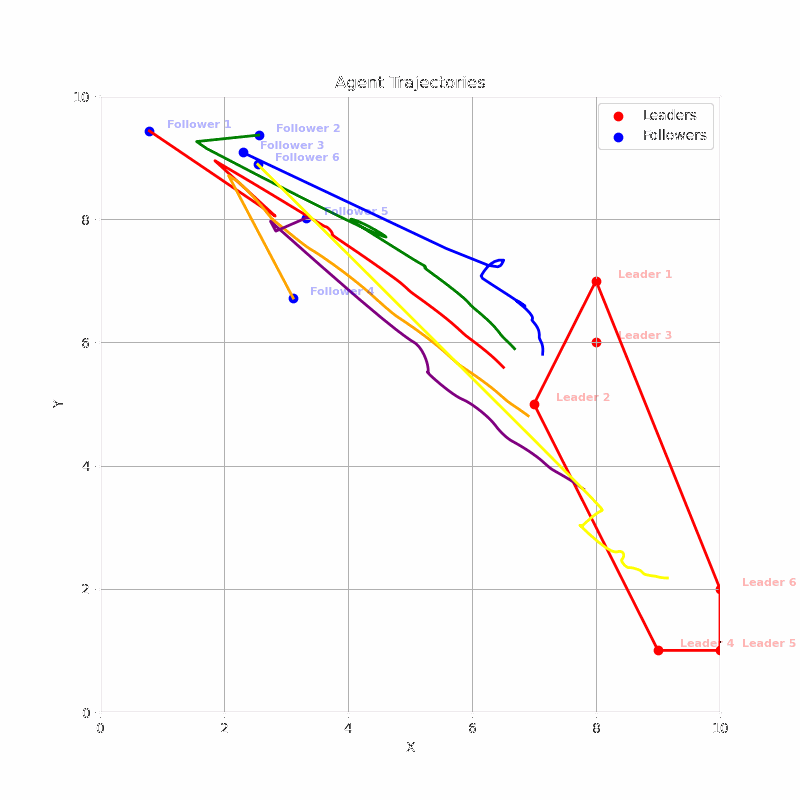 Agent Trajectories
10
Leaders
Followers
Follower 1
Follower 2
Follower 3
Follower 6
8
Follower 5
Follower 4
Leader 1
6
Leader 3
Y
Leader 2
4
2
Leader 6
Leader 4
Leader 5
0
0 2 4 6 8 10
X